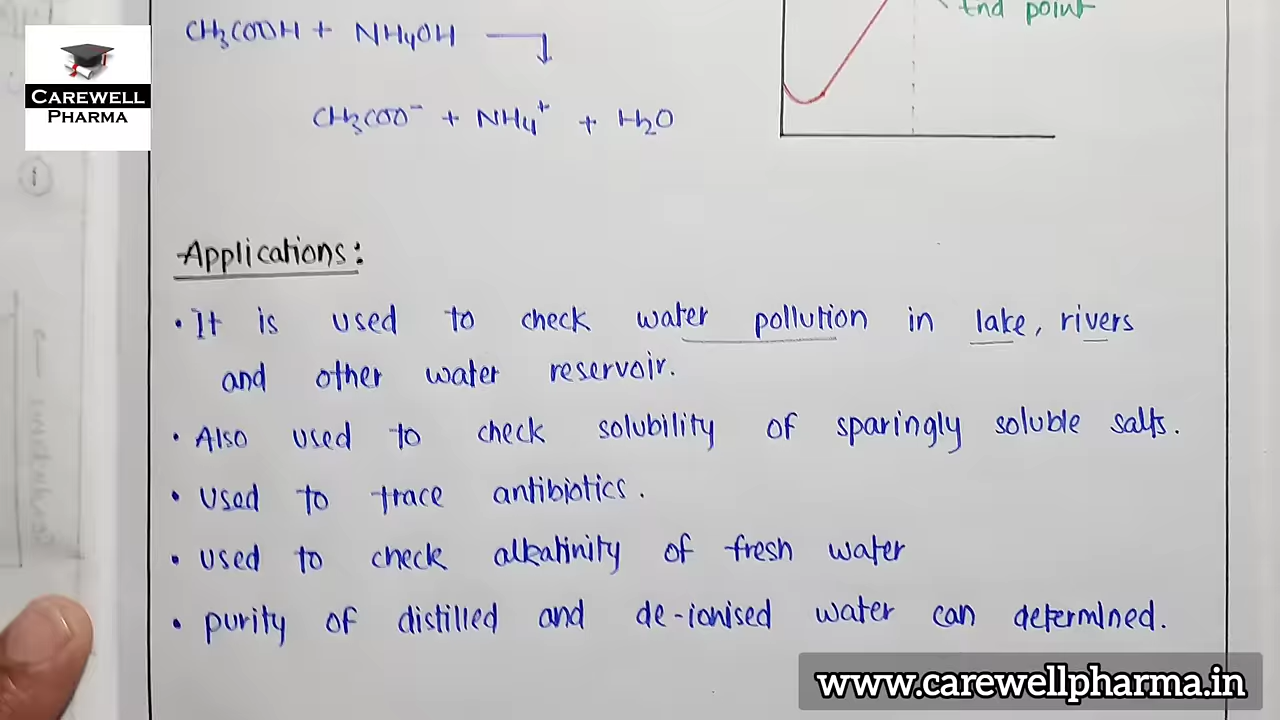 CH3COOH + NH4OH
End point
CH3COO⁻ + NH4⁺ + H2O
CAREWELL
PHARMA
i
Applications:
• It is used to check water pollution in lake, rivers
and other water reservoir.
• Also used to check solubility of sparingly soluble salts.
• used to trace antibiotics.
• used to check alkalinity of fresh water
• purity of distilled and de-ionised water can determined.
www.carewellpharma.in